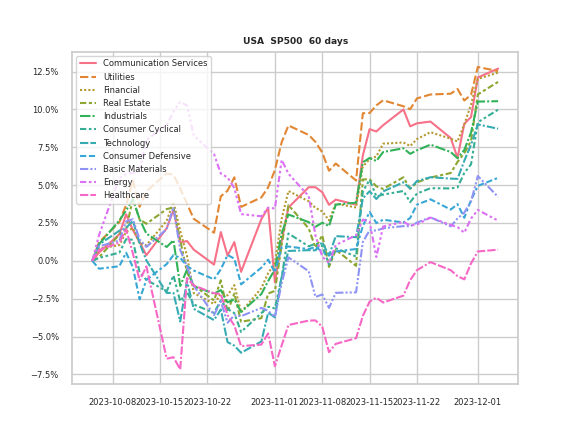 USA  SP500  60 days
Communication Services
Utilities
Financial
Real Estate
Industrials
Consumer Cyclical
Technology
Consumer Defensive
Basic Materials
Energy
Healthcare
12.5%
10.0%
7.5%
5.0%
2.5%
0.0%
−2.5%
−5.0%
−7.5%
2023-10-08 2023-10-15 2023-10-22 2023-11-01 2023-11-08 2023-11-15 2023-11-22 2023-12-01